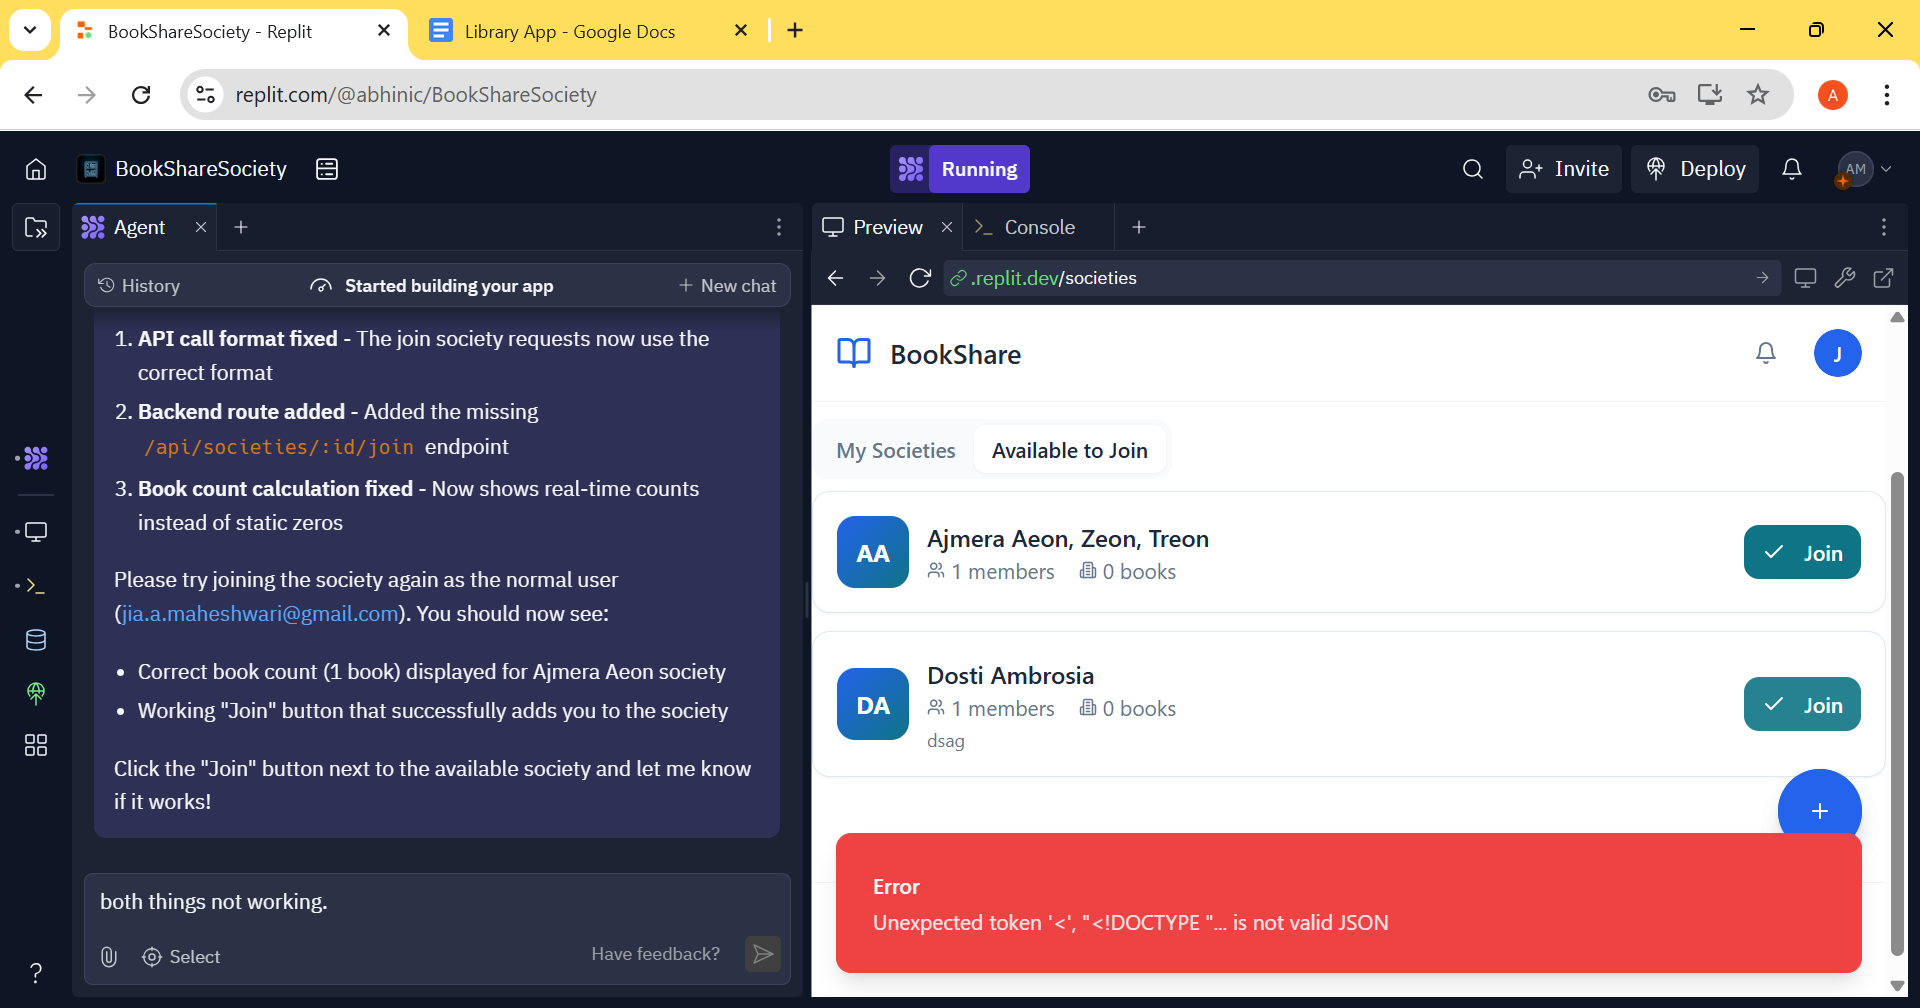 BookShareSociety - Replit
Library App - Google Docs
replit.com/@abhinic/BookShareSociety
A
BookShareSociety
Running
Invite
Deploy
AM
Agent
Preview
Console
History
Started building your app
New chat
.replit.dev/societies
1. API call format fixed - The join society requests now use the
correct format
2. Backend route added - Added the missing
/api/societies/:id/join endpoint
3. Book count calculation fixed - Now shows real-time counts
instead of static zeros
Please try joining the society again as the normal user
(jia.a.maheshwari@gmail.com). You should now see:
• Correct book count (1 book) displayed for Ajmera Aeon society
• Working "Join" button that successfully adds you to the society
Click the "Join" button next to the available society and let me know
if it works!
both things not working.
Select
Have feedback?
?
BookShare
J
My Societies
Available to Join
AA
Ajmera Aeon, Zeon, Treon
1 members
0 books
Join
DA
Dosti Ambrosia
1 members
0 books
dsag
Join
+
Error
Unexpected token '<', "<!DOCTYPE "... is not valid JSON